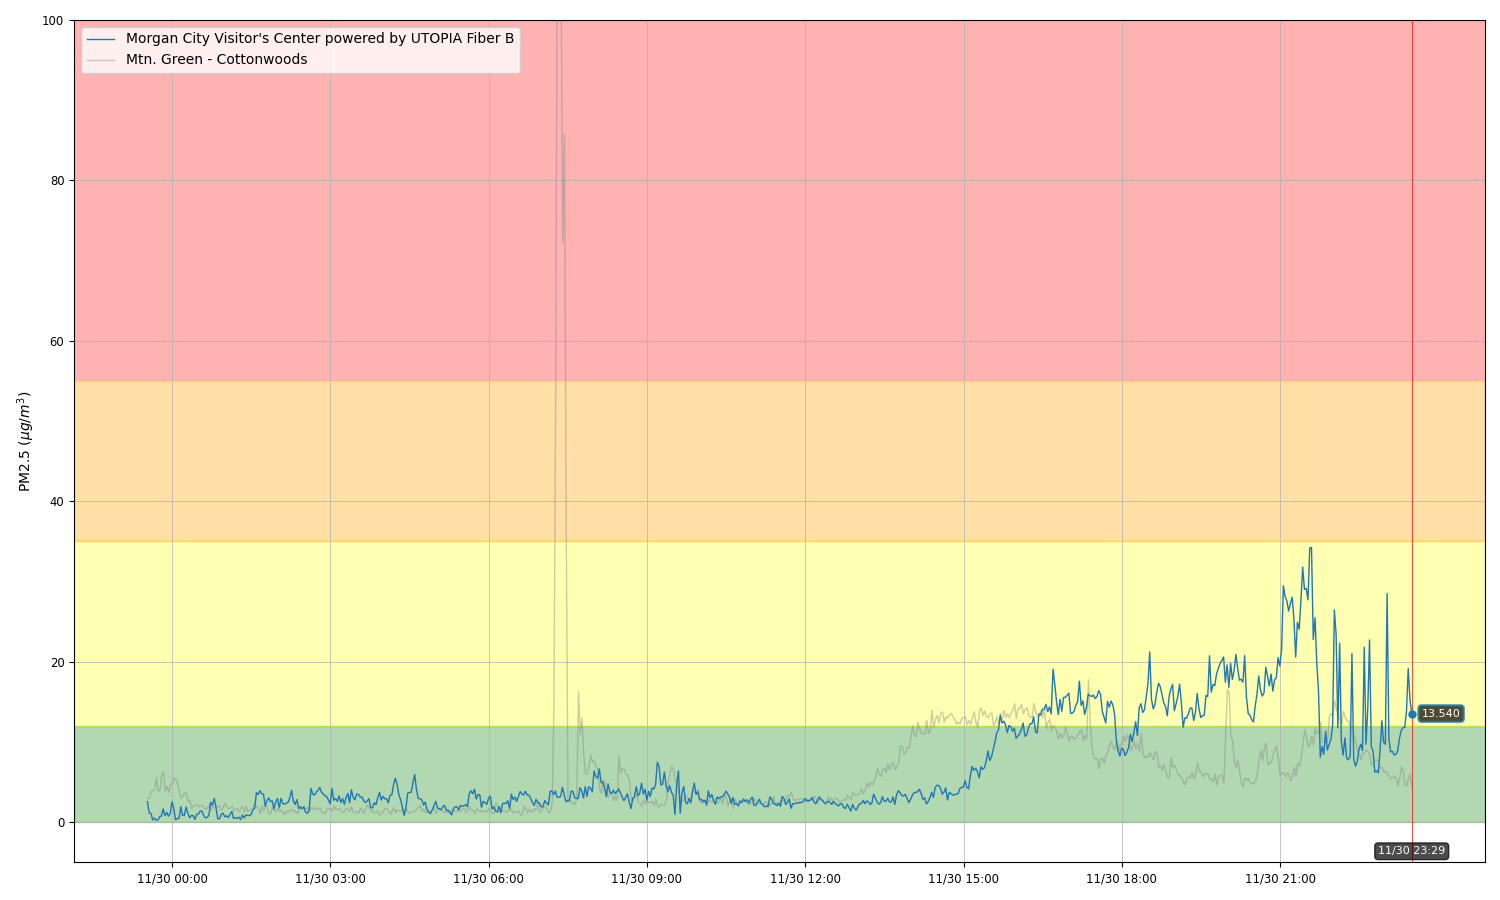 Morgan City Visitor's Center powered by UTOPIA Fiber B
Mtn. Green - Cottonwoods
100
80
60
40
20
0
PM2.5 (μg/m³)
13.540
11/30 23:29
11/30 00:00 11/30 03:00 11/30 06:00 11/30 09:00 11/30 12:00 11/30 15:00 11/30 18:00 11/30 21:00